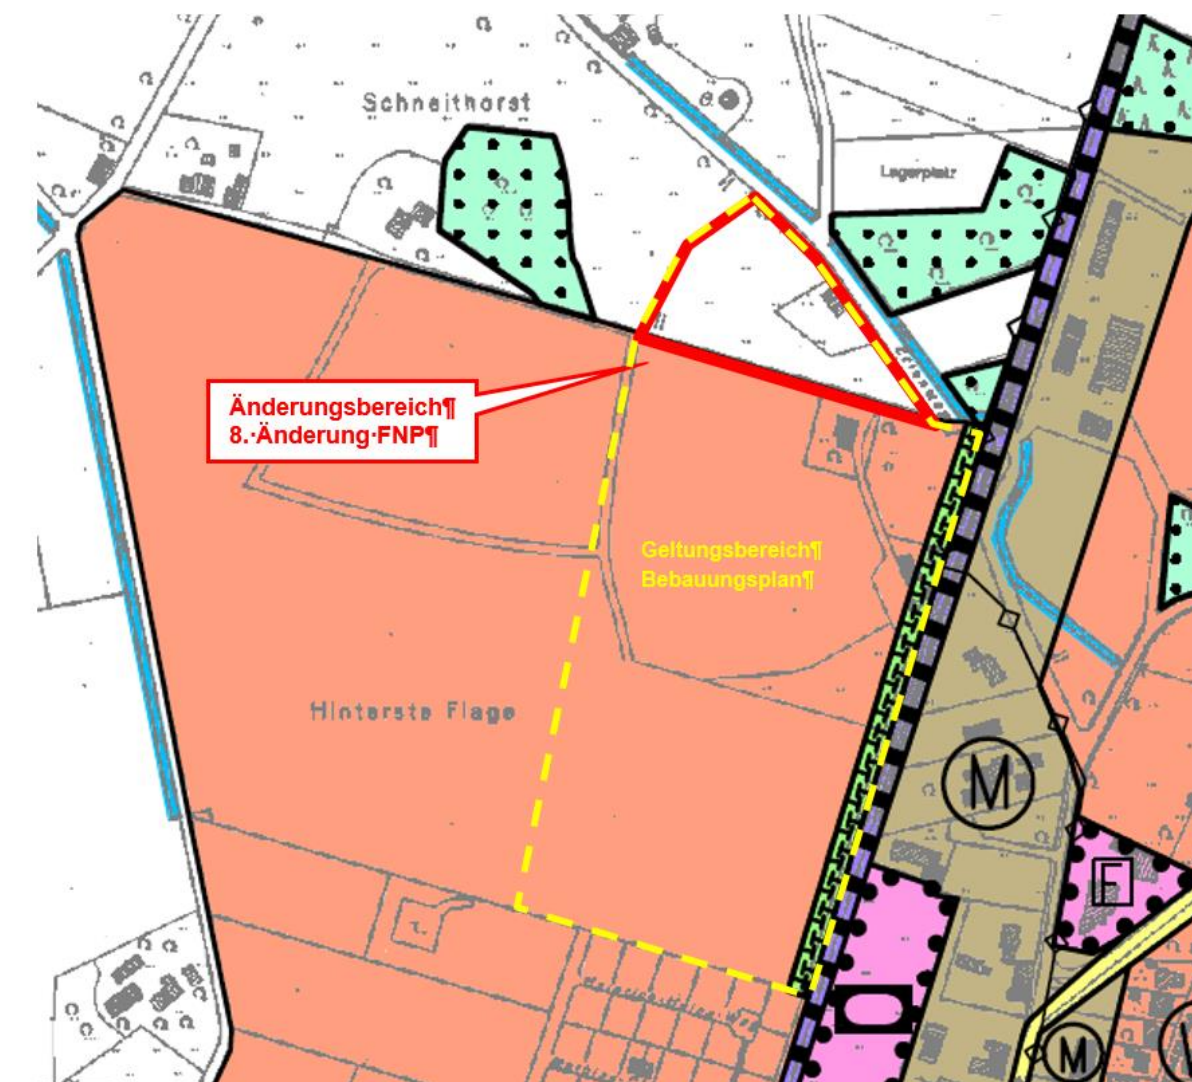 Schneithorst
Lagerplatz
Änderungsbereich¶
8.·Änderung·FNP¶
Geltungsbereich¶
Bebauungsplan¶
Hinterste Flage
M
F
M